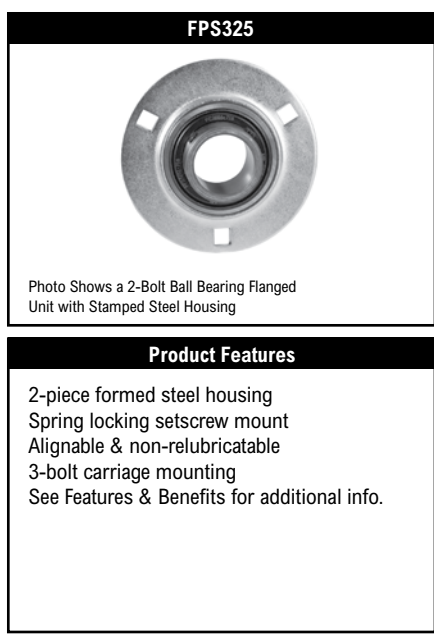 FPS325
Photo Shows a 2-Bolt Ball Bearing Flanged
Unit with Stamped Steel Housing
Product Features
2-piece formed steel housing
Spring locking setscrew mount
Alignable & non-relubricatable
3-bolt carriage mounting
See Features & Benefits for additional info.